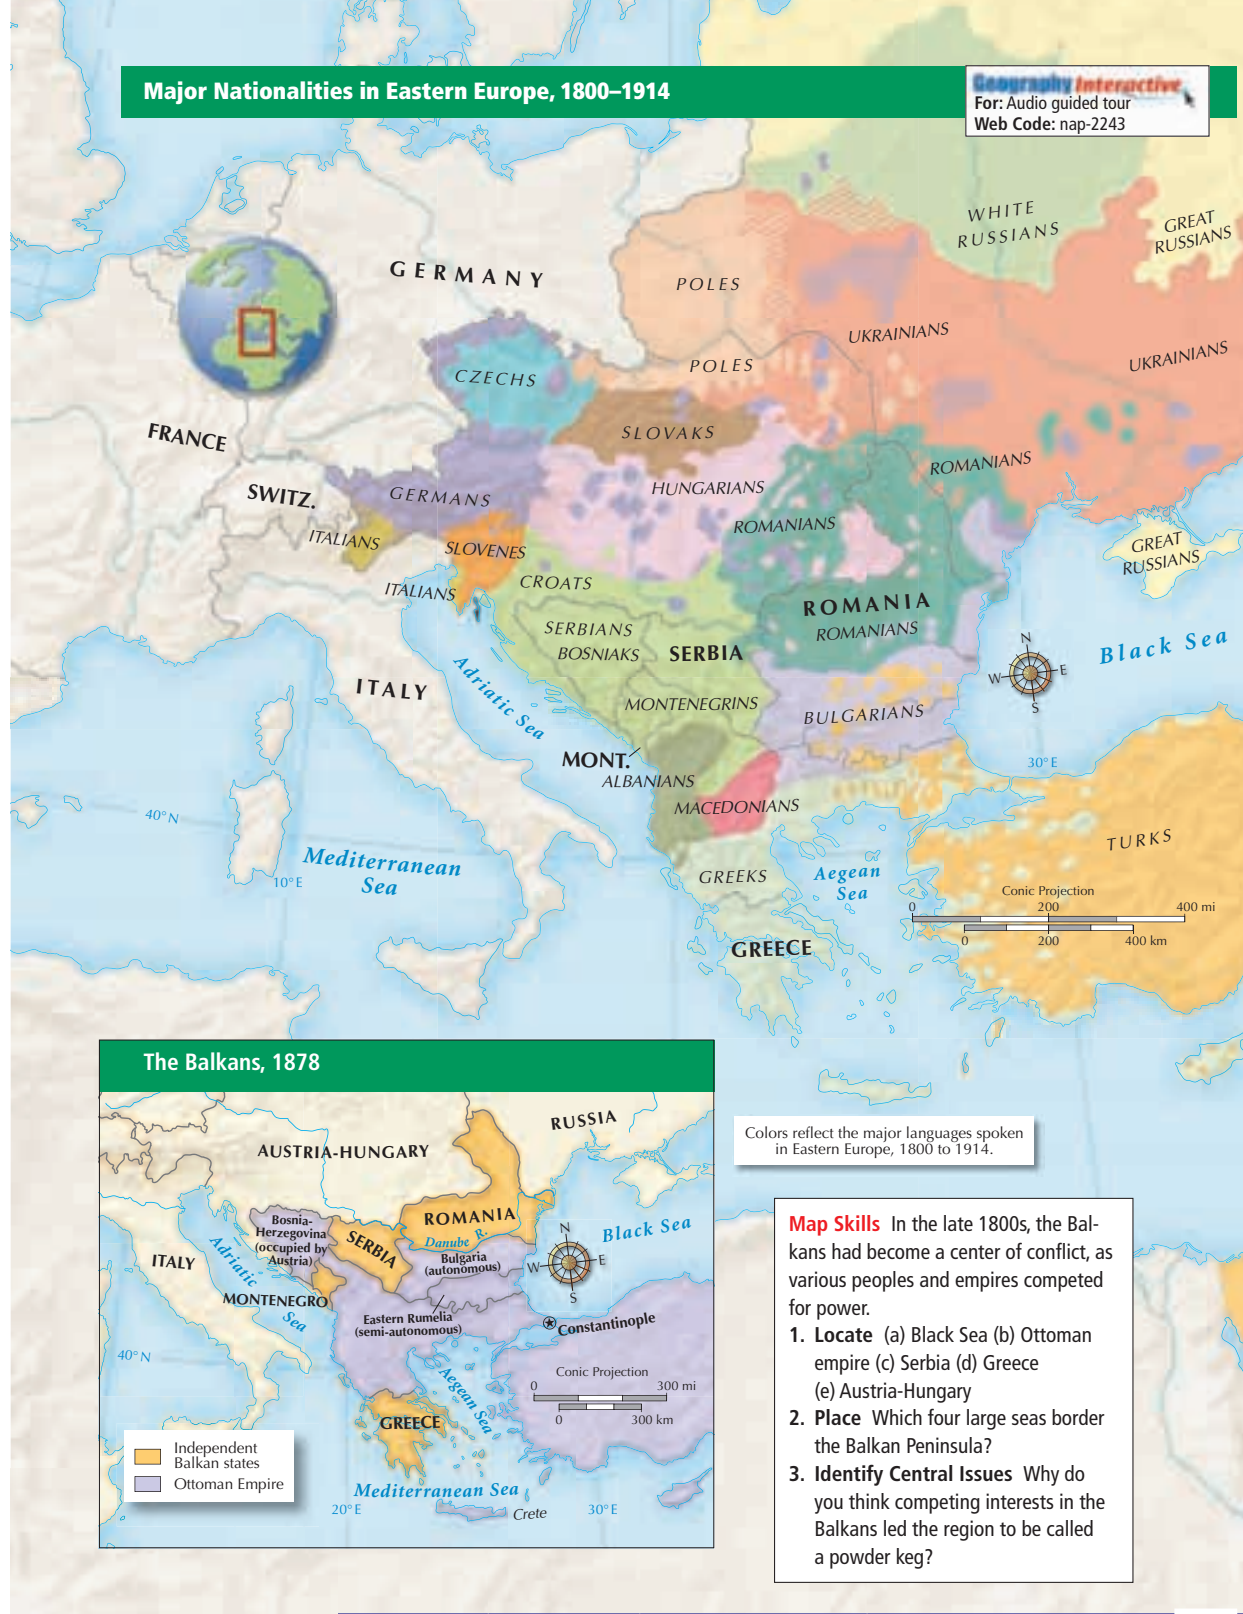 Major Nationalities in Eastern Europe, 1800–1914
Geography Interactive
For: Audio guided tour
Web Code: nap-2243
WHITE
RUSSIANS
GREAT
RUSSIANS
GERMANY
POLES
UKRAINIANS
UKRAINIANS
POLES
CZECHS
FRANCE
SLOVAKS
ROMANIANS
SWITZ.
GERMANS
HUNGARIANS
ROMANIANS
ITALIANS
SLOVENES
GREAT
RUSSIANS
CROATS
ITALIANS
ROMANIA
ROMANIANS
SERBIANS
BOSNIAKS
SERBIA
N
W
E
S
Black Sea
ITALY
Adriatic Sea
MONTENEGRINS
BULGARIANS
MONT.
ALBANIANS
30°E
MACEDONIANS
40°N
TURKS
Mediterranean
Sea
10°E
GREEKS
Aegean
Sea
Conic Projection
0 200 400 mi
0 200 400 km
GREECE
The Balkans, 1878
RUSSIA
AUSTRIA-HUNGARY
Bosnia-
Herzegovina
(occupied by
Austria)
SERBIA
ROMANIA
Danube R.
Black Sea
Bulgaria
(autonomous)
N
W
E
S
ITALY
Adriatic
Sea
MONTENEGRO
Eastern Rumelia
(semi-autonomous)
Constantinople
40°N
Aegean Sea
Conic Projection
0 300 mi
0 300 km
GREECE
Independent
Balkan states
Ottoman Empire
Mediterranean Sea
20°E
Crete
30°E
Colors reflect the major languages spoken
in Eastern Europe, 1800 to 1914.
Map Skills In the late 1800s, the Bal-
kans had become a center of conflict, as
various peoples and empires competed
for power.
1. Locate (a) Black Sea (b) Ottoman
empire (c) Serbia (d) Greece
(e) Austria-Hungary
2. Place Which four large seas border
the Balkan Peninsula?
3. Identify Central Issues Why do
you think competing interests in the
Balkans led the region to be called
a powder keg?